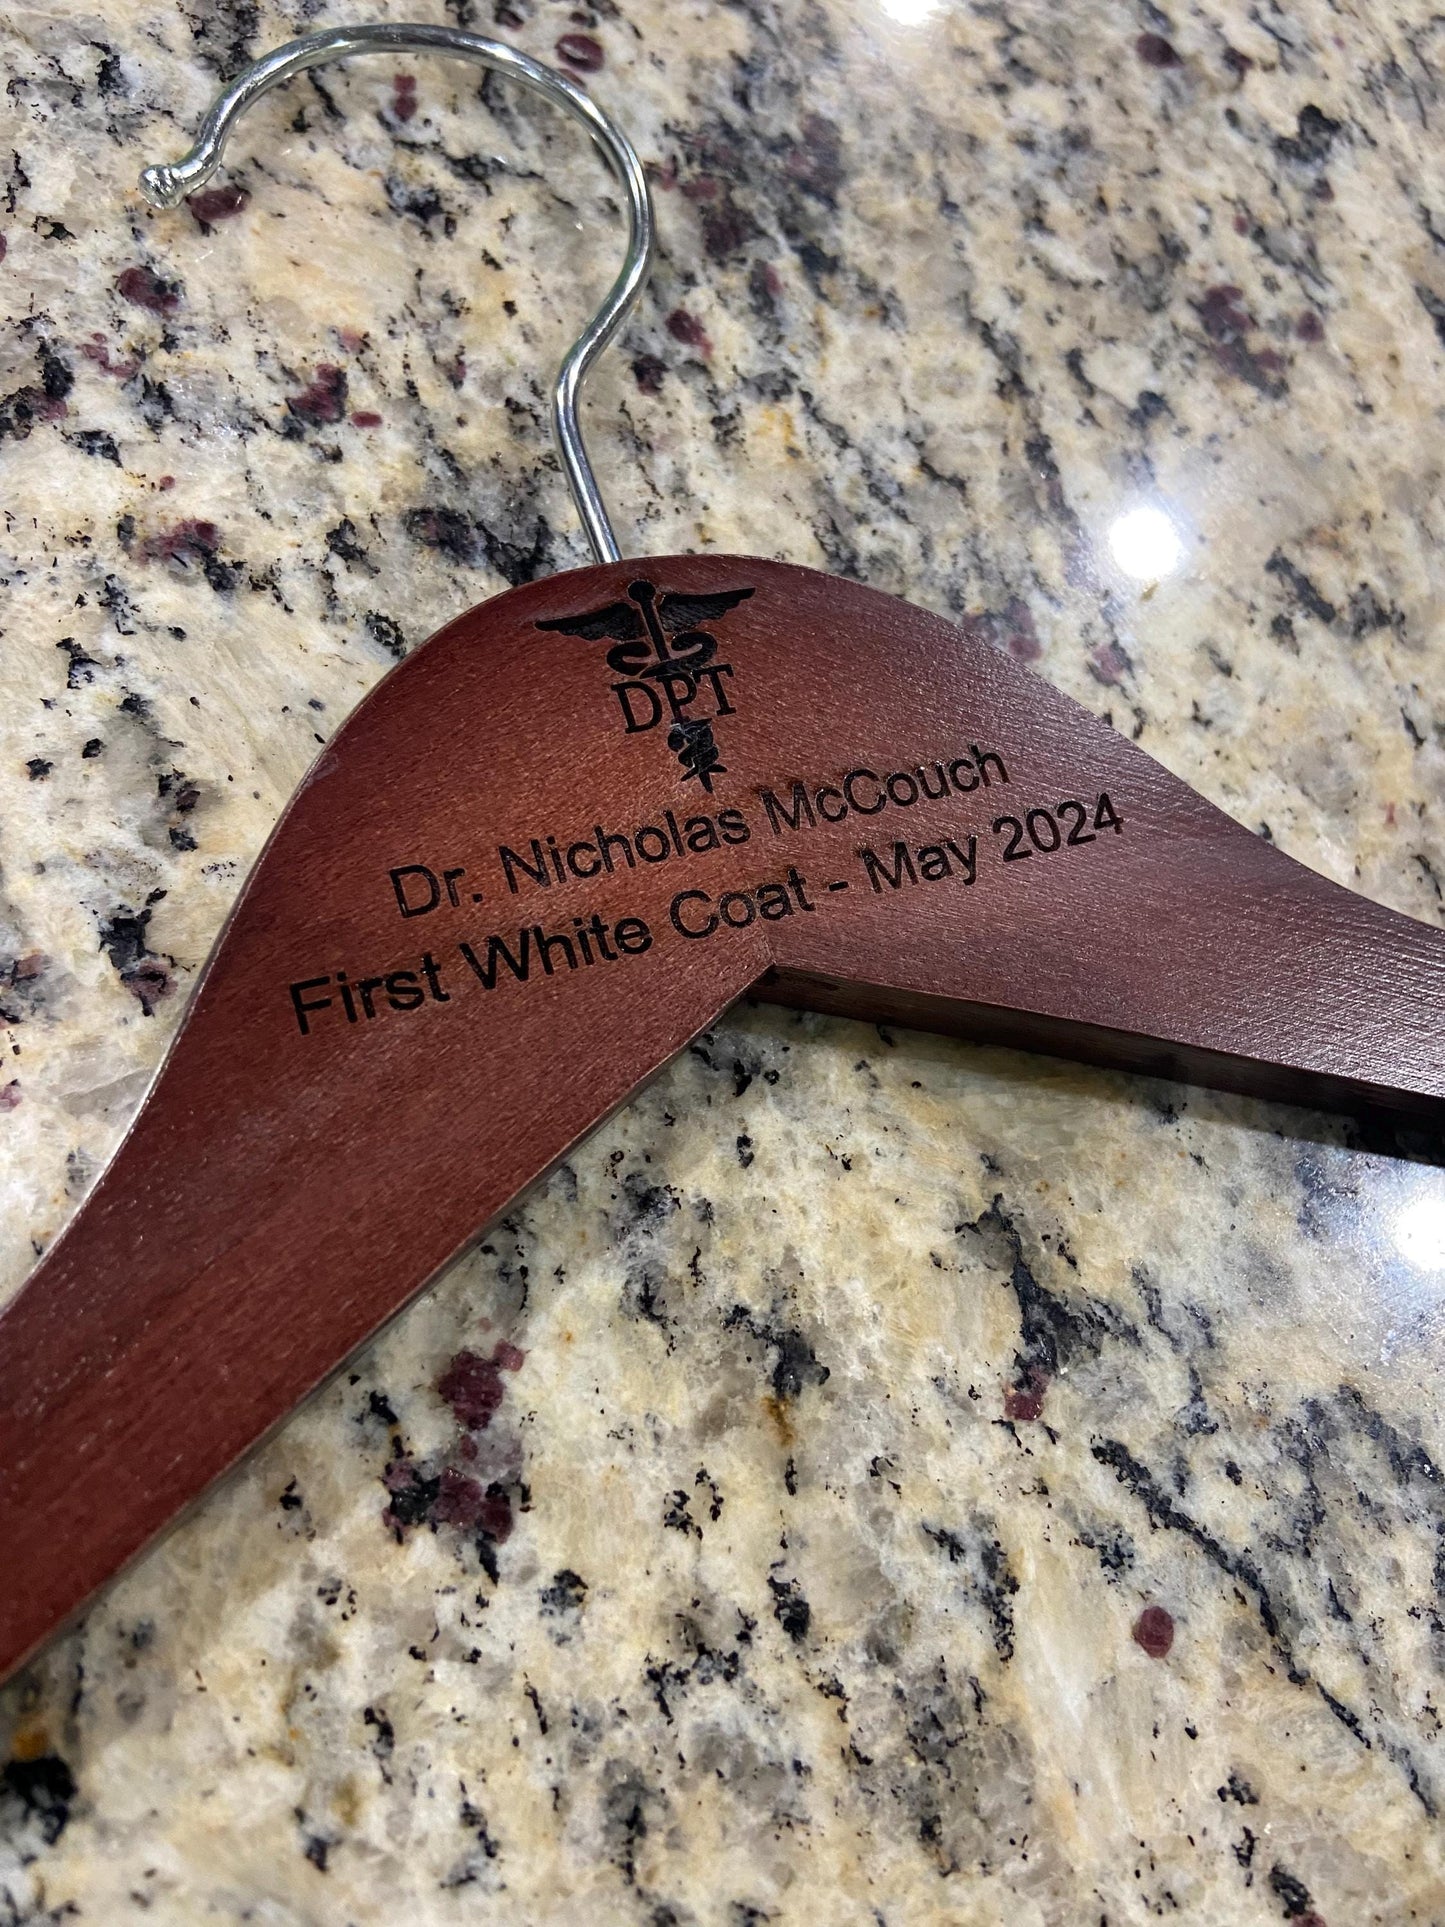 DPT
Dr. Nicholas McCouch
First White Coat - May 2024